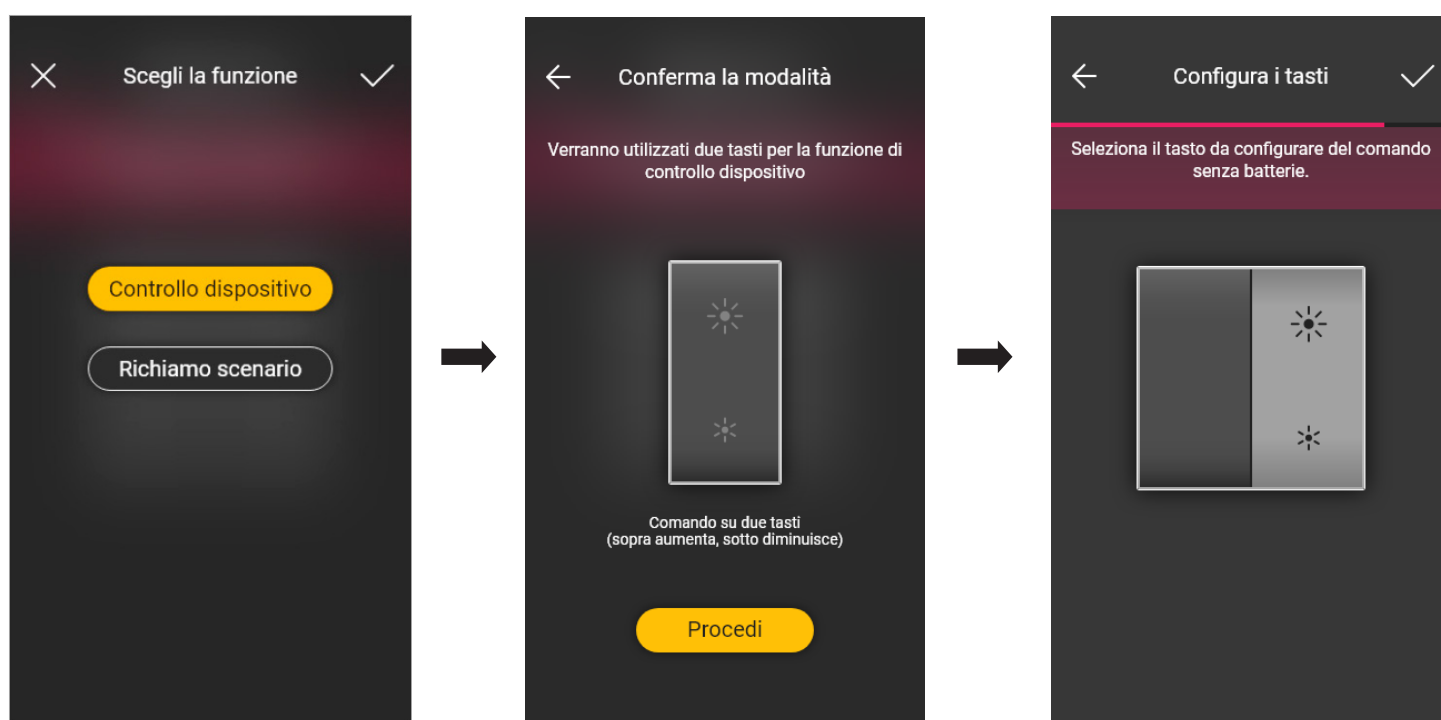 Scegli la funzione
Controllo dispositivo
Richiamo scenario
Conferma la modalità
Verranno utilizzati due tasti per la funzione di
controllo dispositivo
Comando su due tasti
(sopra aumenta, sotto diminuisce)
Procedi
Configura i tasti
Seleziona il tasto da configurare del comando
senza batterie.